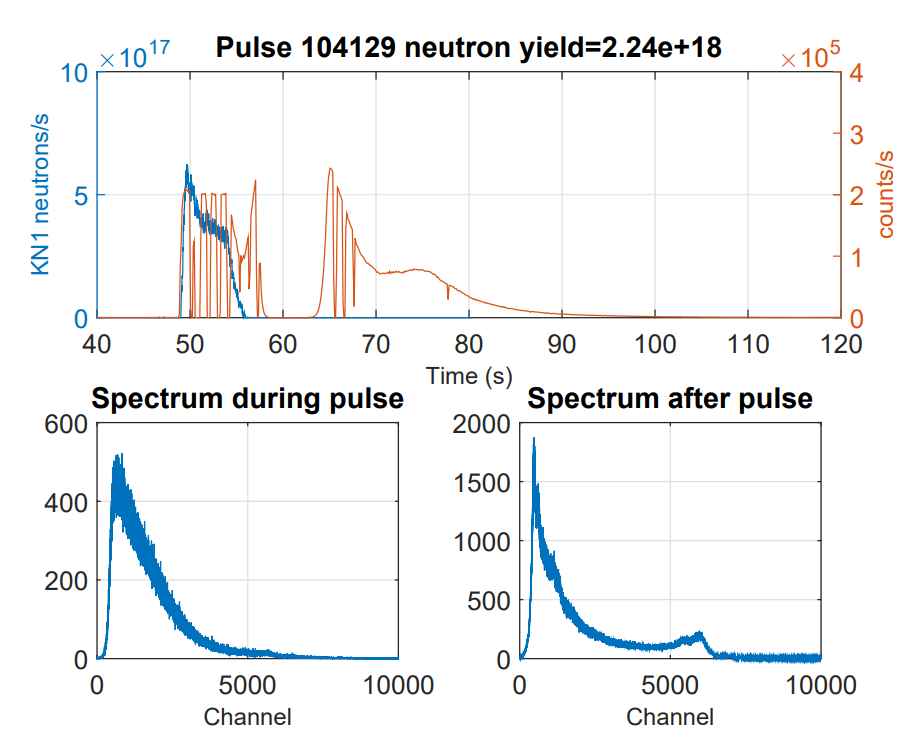 Pulse 104129 neutron yield=2.24e+18
×10^17
×10^5
10
5
0
KN1 neutrons/s
4
3
2
1
0
counts/s
40 50 60 70 80 90 100 110 120
Time (s)
Spectrum during pulse
600
400
200
0
0 5000 10000
Channel
Spectrum after pulse
2000
1500
1000
500
0
0 5000 10000
Channel